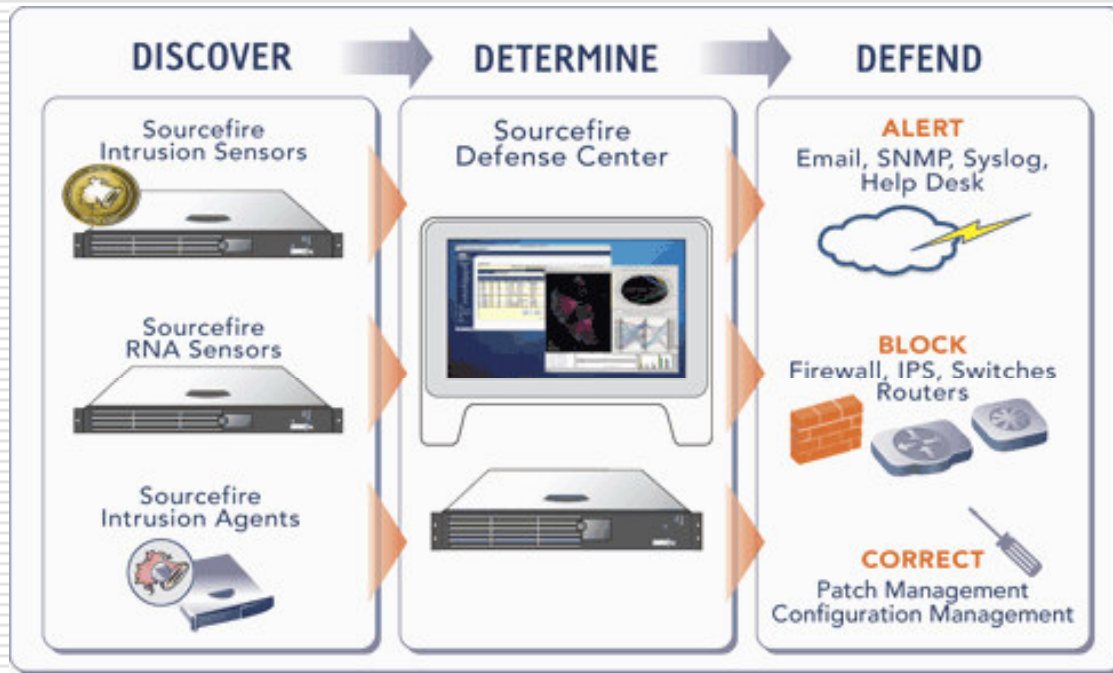 DISCOVER
DETERMINE
DEFEND
Sourcefire
Intrusion Sensors
Sourcefire
RNA Sensors
Sourcefire
Intrusion Agents
Sourcefire
Defense Center
ALERT
Email, SNMP, Syslog,
Help Desk
BLOCK
Firewall, IPS, Switches
Routers
CORRECT
Patch Management
Configuration Management